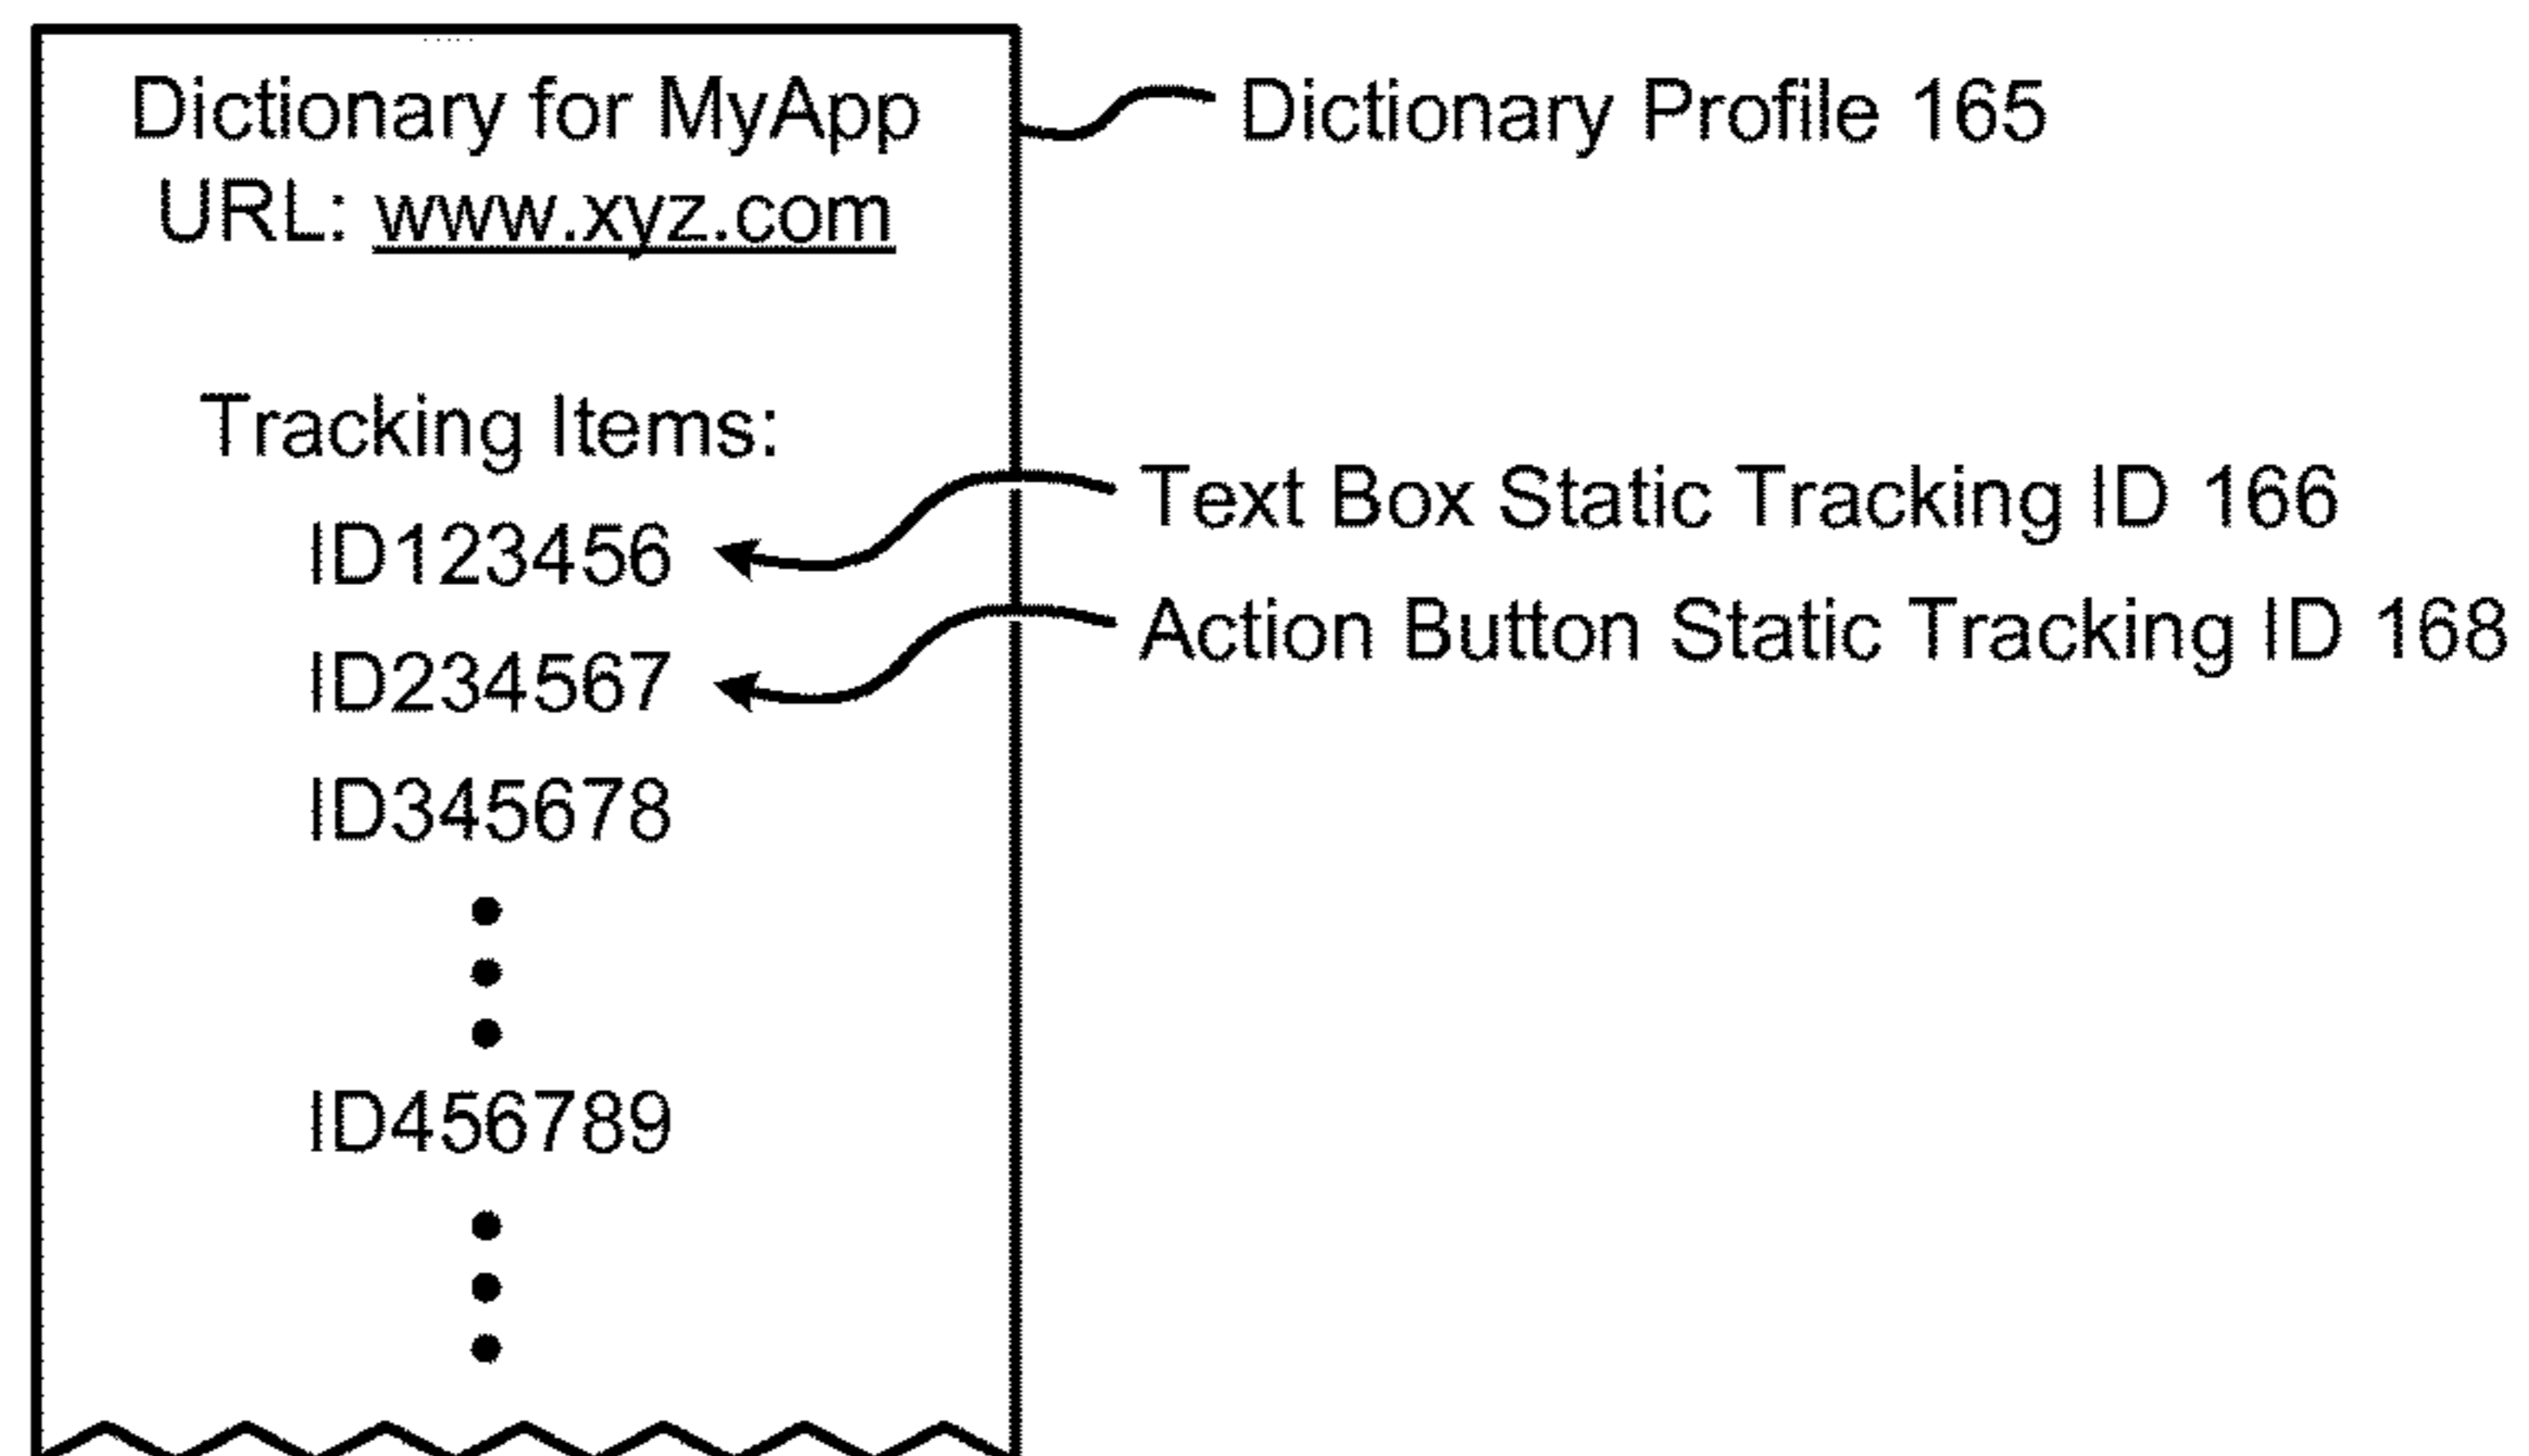 Dictionary for MyApp
URL: www.xyz.com
Dictionary Profile 165
Tracking Items:
Text Box Static Tracking ID 166
ID123456
Action Button Static Tracking ID 168
ID234567
ID345678
ID456789